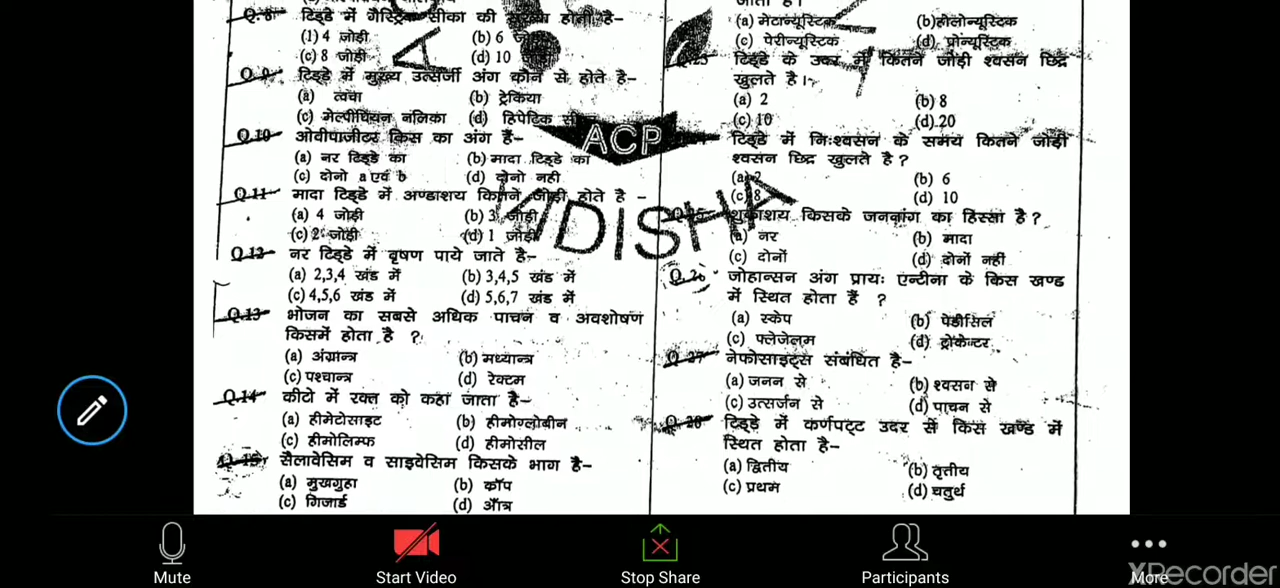 Q.8 टिड्डे में गैस्ट्रिक सीका की संख्या होती है-
(1) 4 जोड़ी (b) 6
(c) 8 जोड़ी (d) 10
Q.9 टिड्डे में मुख्य उत्सर्जी अंग कौन से होते है-
(a) त्वचा (b) ट्रेकिया
(c) मेल्पीघियन नलिका (d) हिपेटिक
Q.10 ओवीपाजीटर किस का अंग हैं-
(a) नर टिड्डे का (b) मादा टिड्डे का
(c) दोनो a एवं b (d) दोनो नही
Q.11 मादा टिड्डे में अण्डाशय कितने जोड़ी होते है -
(a) 4 जोड़ी (b) 3 जोड़ी
(c) 2 जोड़ी (d) 1 जोड़ी
Q.12 नर टिड्डे में वृषण पाये जाते है-
(a) 2,3,4 खंड में (b) 3,4,5 खंड में
(c) 4,5,6 खंड में (d) 5,6,7 खंड में
Q.13 भोजन का सबसे अधिक पाचन व अवशोषण
किसमें होता है ?
(a) अंग्रान्त्र (b) मध्यान्त्र
(c) पश्चान्त्र (d) रेक्टम
Q.14 कीटो में रक्त को कहा जाता है-
(a) हीमेटोसाइट (b) हीमोग्लोबीन
(c) हीमोलिम्फ (d) हीमोसील
Q.15 सैलावेसिम व साइवेसिम किसके भाग है-
(a) मुखगुहा (b) क्रॉप
(c) गिजार्ड (d) आँत्र
(a) मेटान्यूस्टिक (b) हीलोन्यूस्टिक
(c) पेरीन्यूस्टिक (d) प्रोन्यूस्टिक
टिड्डे के उदर में कितने जोड़ी श्वसन छिद्र
खुलते है।
(a) 2 (b) 8
(c) 10 (d) 20
टिड्डे में निःश्वसन के समय कितने जोड़ी
श्वसन छिद्र खुलते है ?
(a) 2 (b) 6
(c) 8 (d) 10
शुक्राशय किसके जननांग का हिस्सा है ?
(a) नर (b) मादा
(c) दोनों (d) दोनों नहीं
Q.26 जोहान्सन अंग प्रायः एन्टीना के किस खण्ड
में स्थित होता हैं ?
(a) स्केप (b) पेडीसिल
(c) फ्लेजेलम (d) ट्रोकेन्टर
Q.27 नेफोसाइट्स संबंधित है-
(a) जनन से (b) श्वसन से
(c) उत्सर्जन से (d) पाचन से
Q.28 टिड्डे में कर्णपट्ट उदर से किस खण्ड में
स्थित होता है-
(a) द्वितीय (b) तृतीय
(c) प्रथम (d) चतुर्थ
ACP
VIDISHA
Mute Start Video Stop Share Participants More
XRecorder